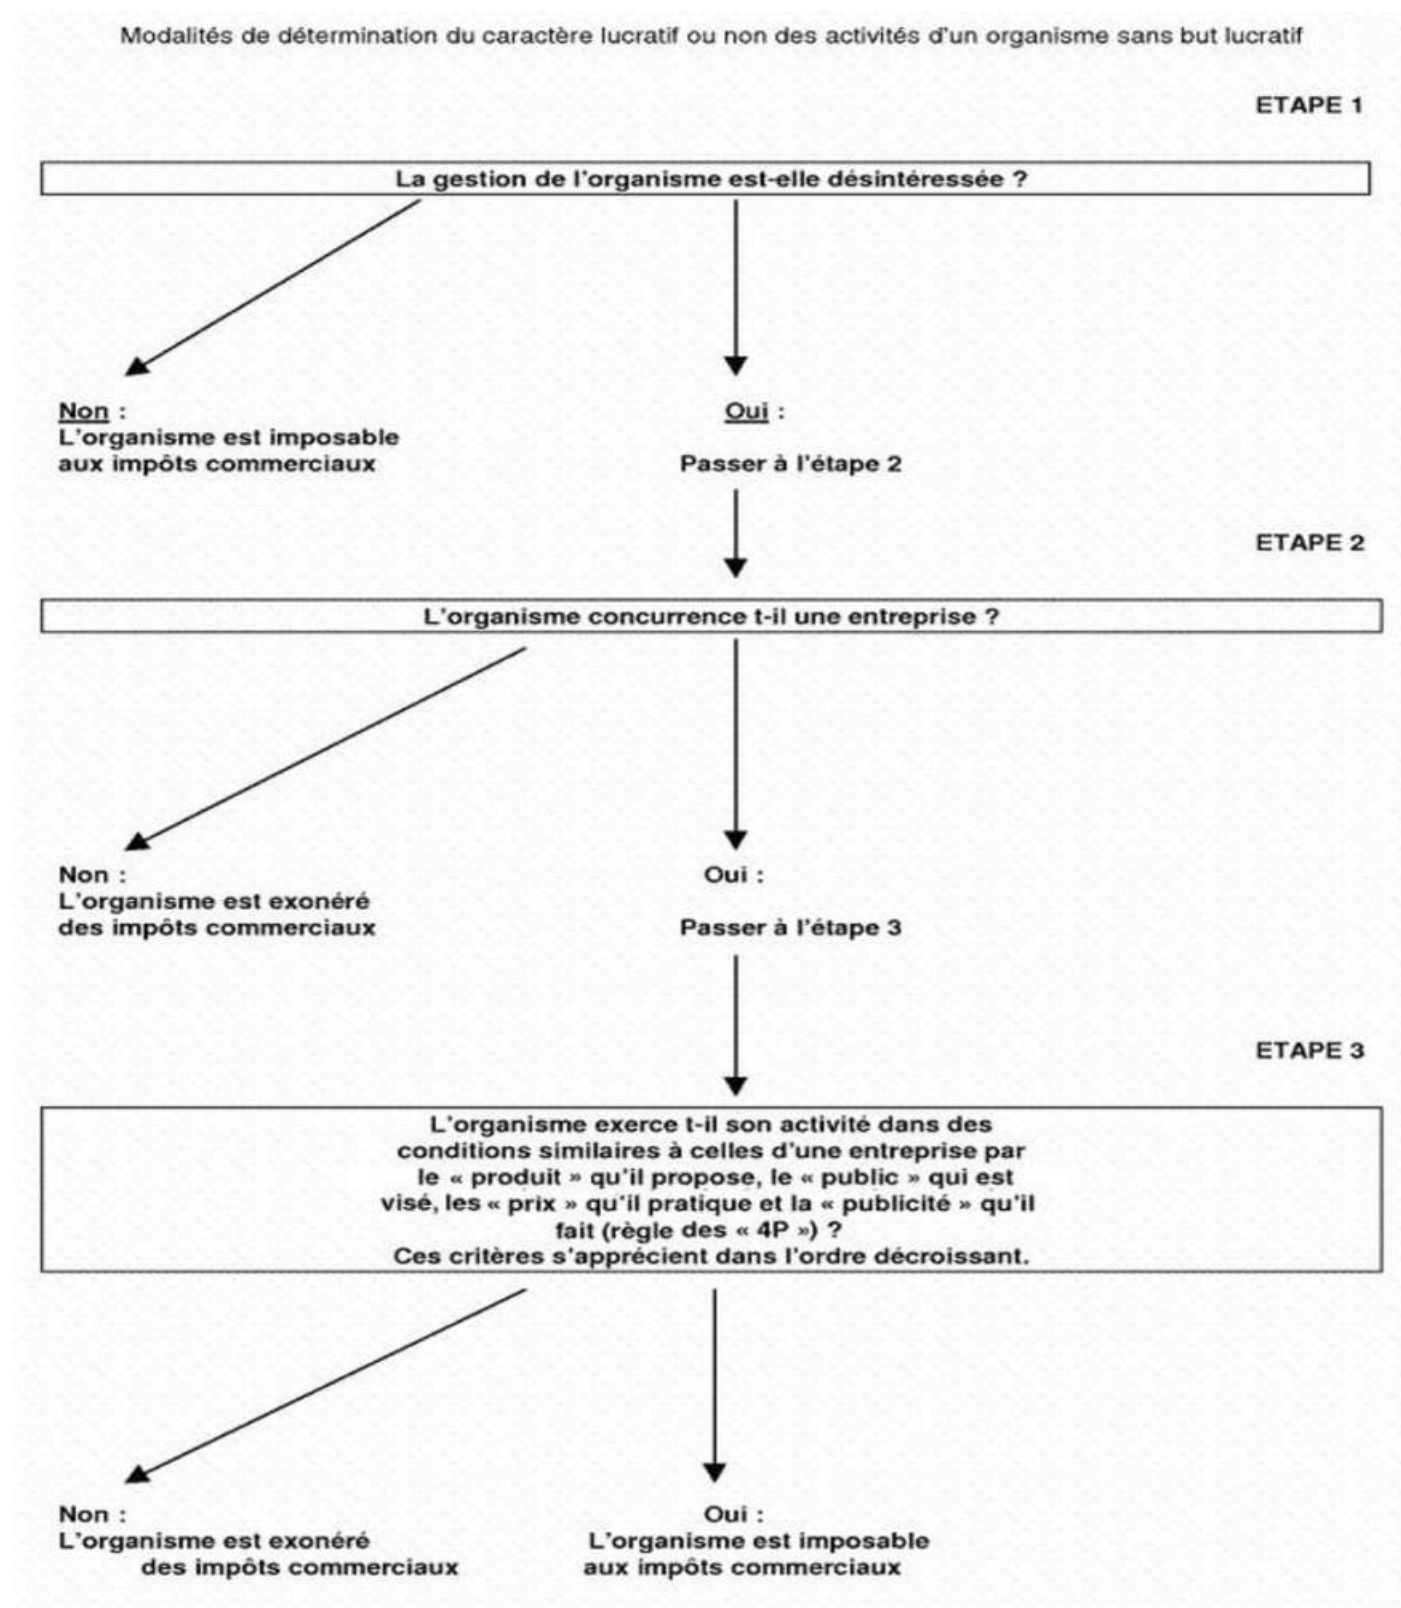 Modalités de détermination du caractère lucratif ou non des activités d'un organisme sans but lucratif
ETAPE 1
La gestion de l'organisme est-elle désintéressée ?
Non :
L'organisme est imposable
aux impôts commerciaux
Oui :
Passer à l'étape 2
ETAPE 2
L'organisme concurrence t-il une entreprise ?
Non :
L'organisme est exonéré
des impôts commerciaux
Oui :
Passer à l'étape 3
ETAPE 3
L'organisme exerce t-il son activité dans des
conditions similaires à celles d'une entreprise par
le « produit » qu'il propose, le « public » qui est
visé, les « prix » qu'il pratique et la « publicité » qu'il
fait (règle des « 4P ») ?
Ces critères s'apprécient dans l'ordre décroissant.
Non :
L'organisme est exonéré
des impôts commerciaux
Oui :
L'organisme est imposable
aux impôts commerciaux